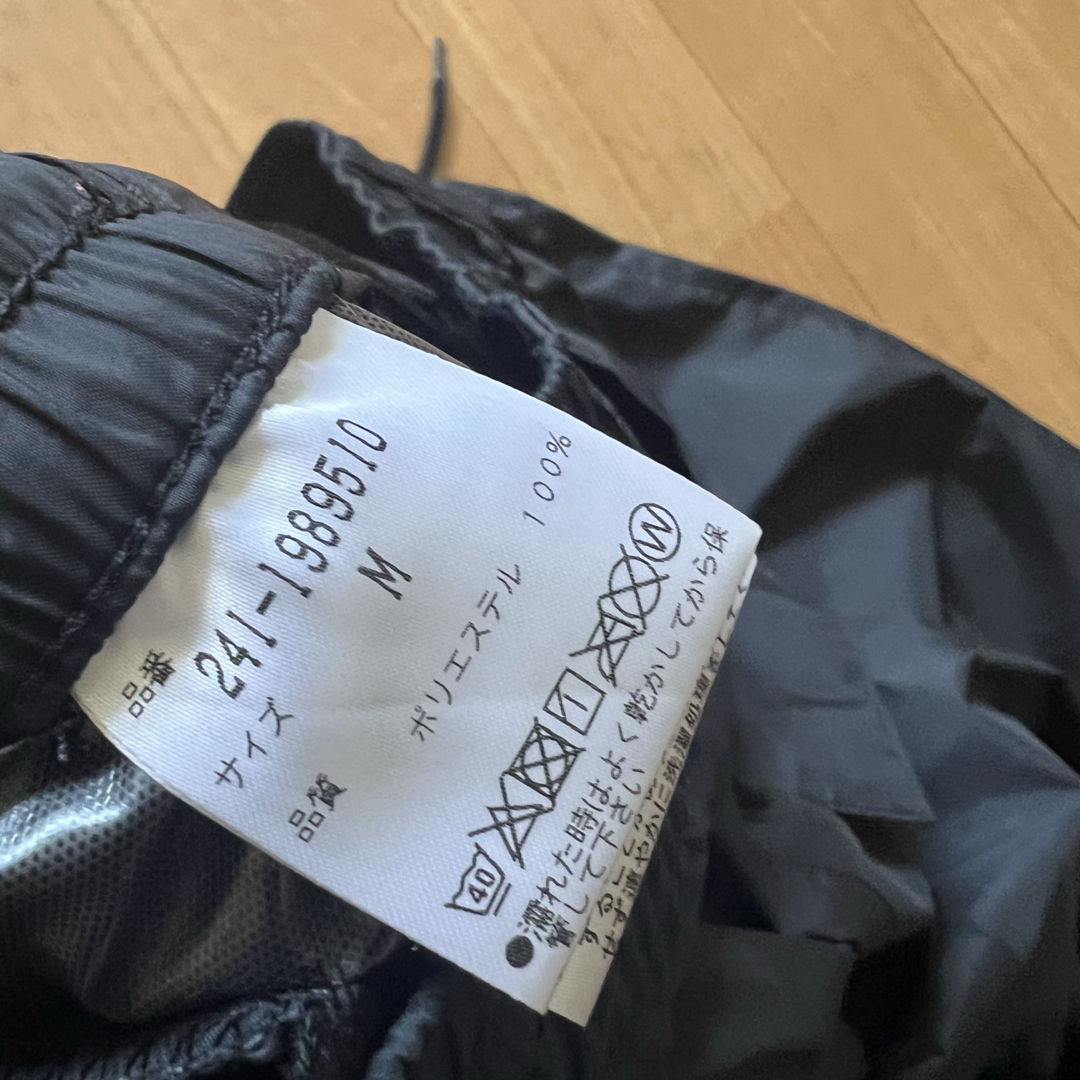 品番
241-1989510
サイズ M
品質
ポリエステル 100%
40
W
●濡れた時はよく乾かしてから保
管して下さい